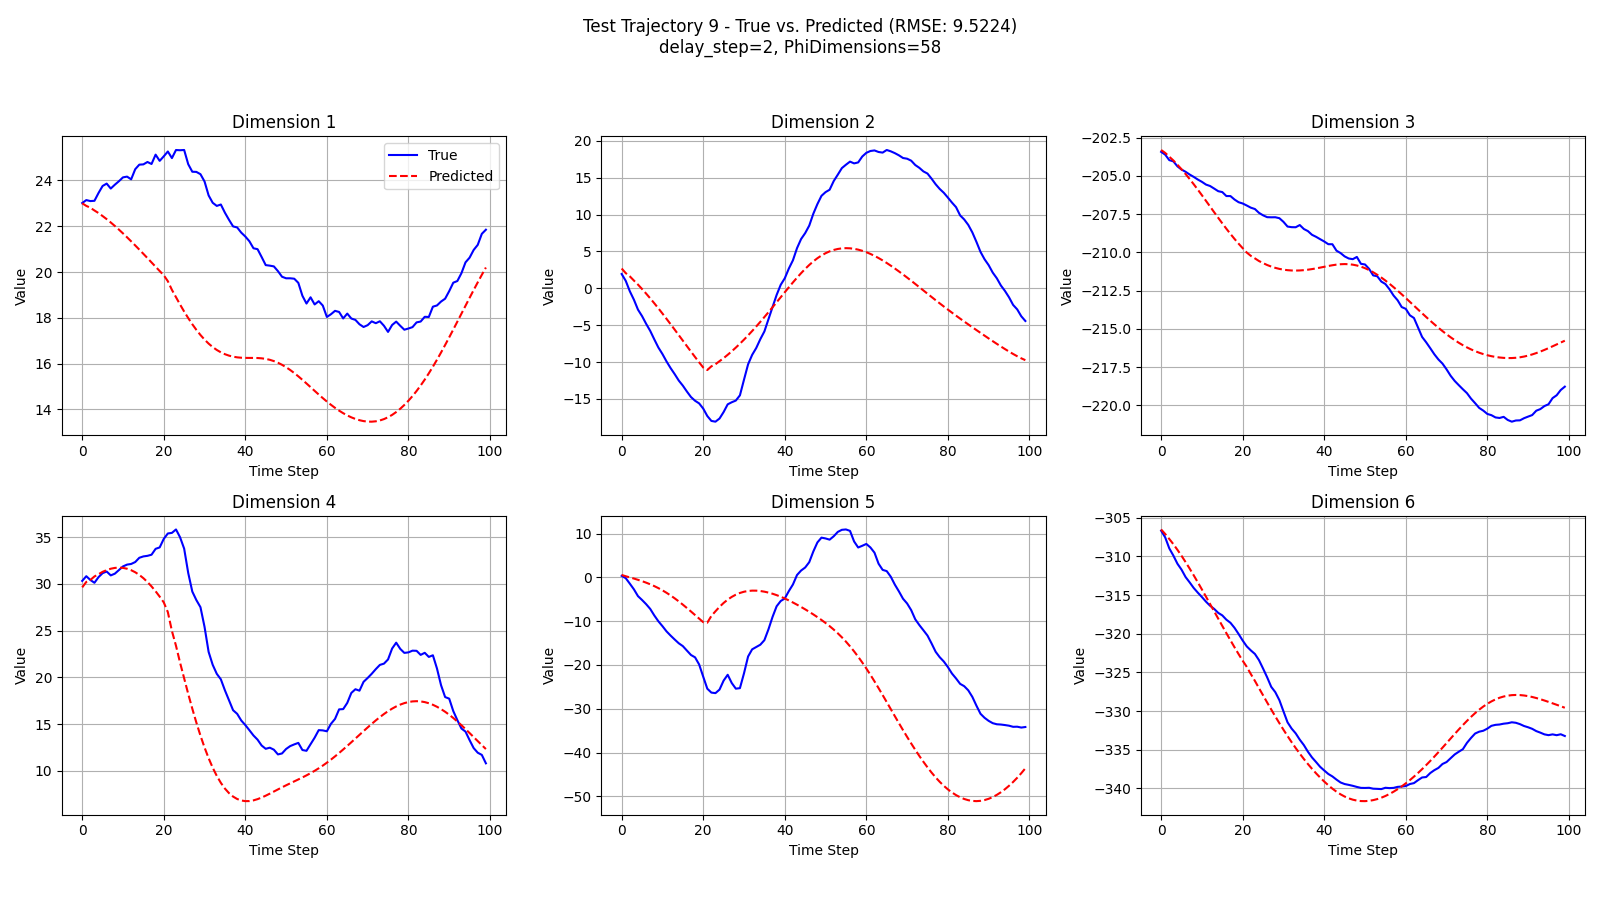 Test Trajectory 9 - True vs. Predicted (RMSE: 9.5224)
delay_step=2, PhiDimensions=58
Dimension 1
True
Predicted
24
22
20
18
16
14
Value
0 20 40 60 80 100
Time Step
Dimension 2
20
15
10
5
0
−5
−10
−15
Value
0 20 40 60 80 100
Time Step
Dimension 3
−202.5
−205.0
−207.5
−210.0
−212.5
−215.0
−217.5
−220.0
Value
0 20 40 60 80 100
Time Step
Dimension 4
35
30
25
20
15
10
Value
0 20 40 60 80 100
Time Step
Dimension 5
10
0
−10
−20
−30
−40
−50
Value
0 20 40 60 80 100
Time Step
Dimension 6
−305
−310
−315
−320
−325
−330
−335
−340
Value
0 20 40 60 80 100
Time Step